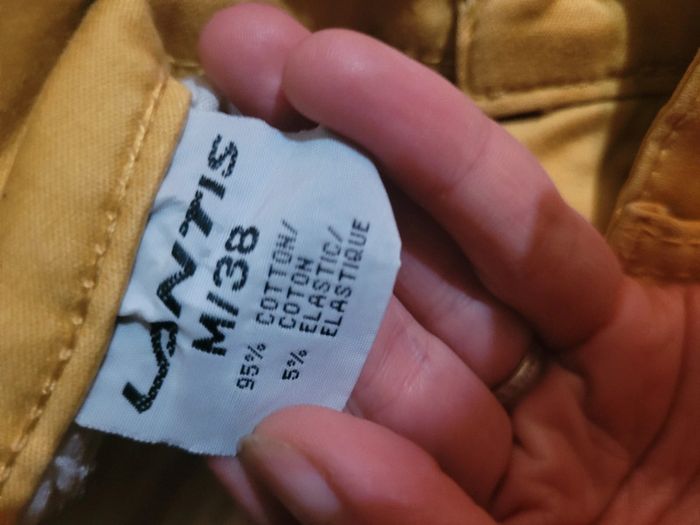 LANTIS
M/38
95% COTTON/
COTON
5% ELASTIC/
ELASTIQUE